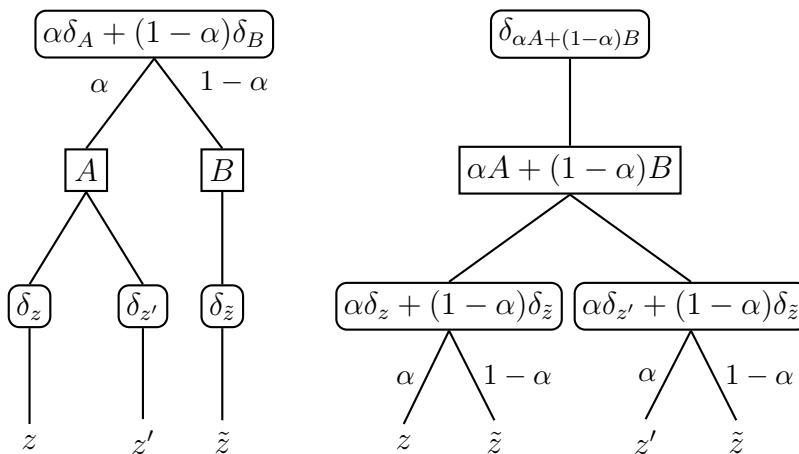 αδ_A + (1 − α)δ_B
α 1 − α
A B
δ_z δ_{z′} δ_{z̃}
z z′ z̃
δ_{αA+(1−α)B}
αA + (1 − α)B
αδ_z + (1 − α)δ_{z̃} αδ_{z′} + (1 − α)δ_{z̃}
α 1 − α α 1 − α
z z̃ z′ z̃